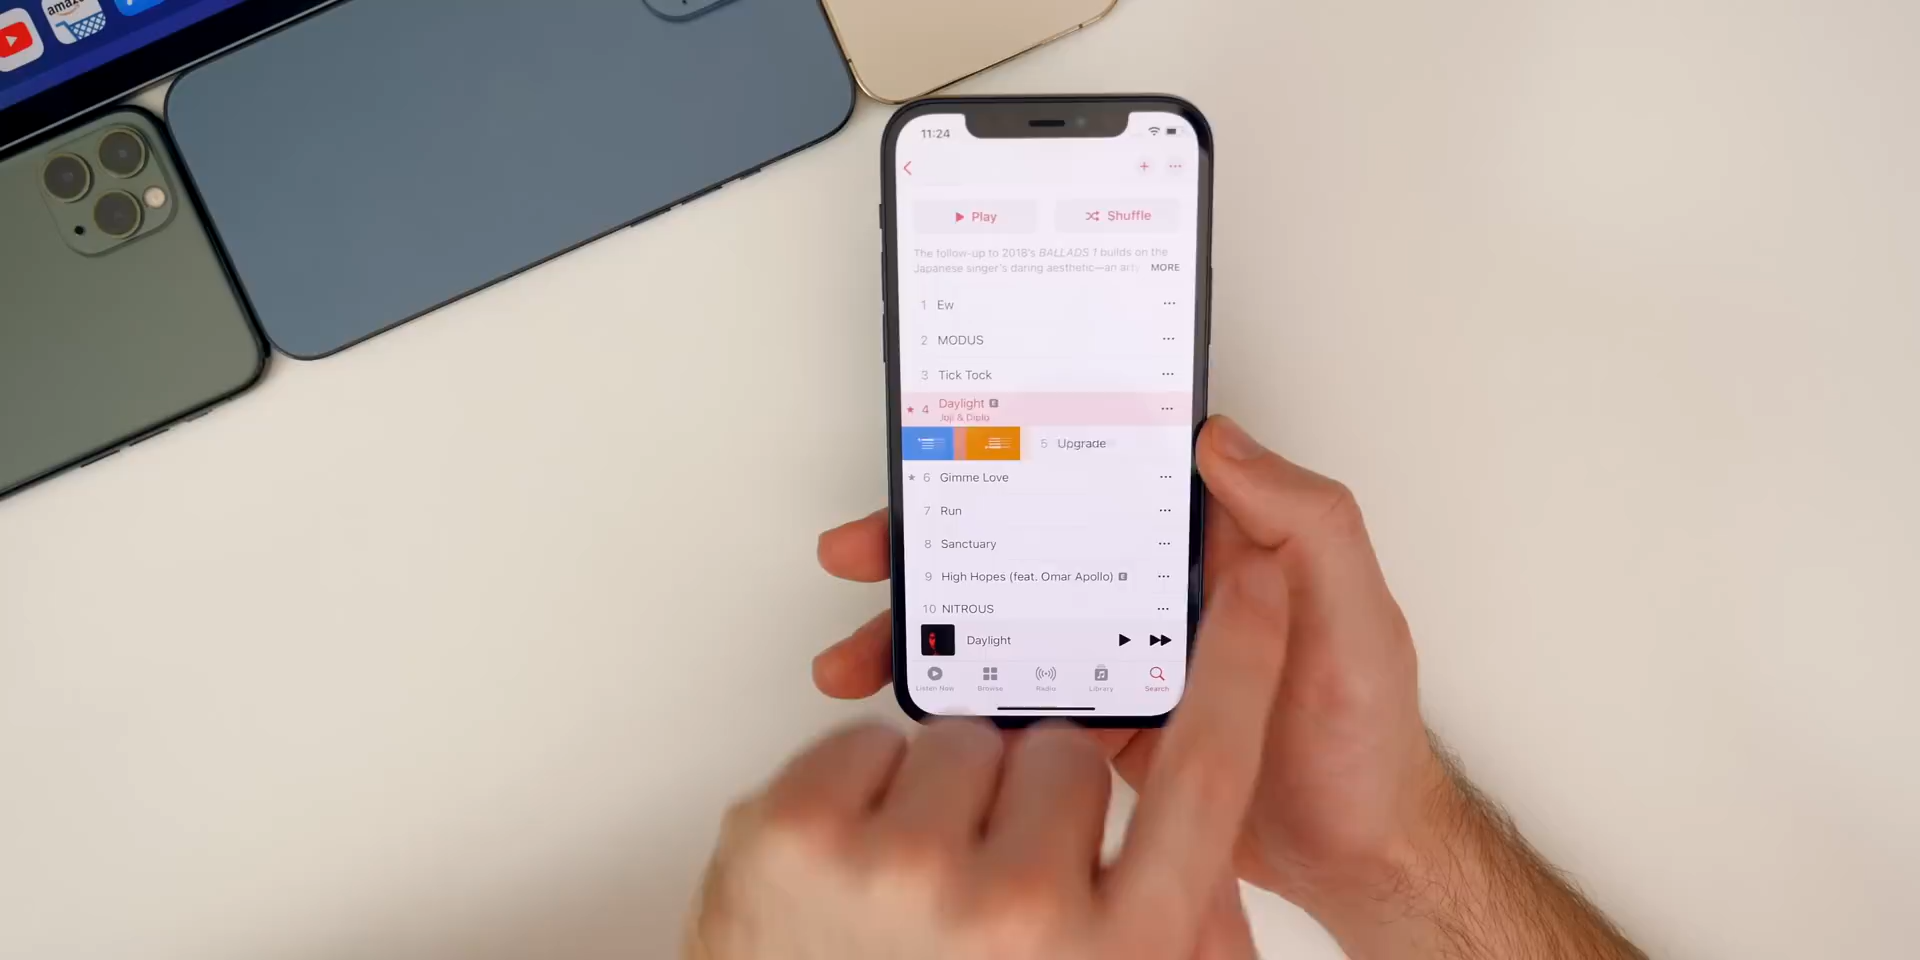 amazon
11:24
Play
Shuffle
The follow-up to 2018's BALLADS 1 builds on the
Japanese singer's daring aesthetic—an arty
MORE
1 Ew
2 MODUS
3 Tick Tock
4 Daylight E
Joji & Diplo
5 Upgrade
6 Gimme Love
7 Run
8 Sanctuary
9 High Hopes (feat. Omar Apollo) E
10 NITROUS
Daylight
Listen Now
Browse
Radio
Library
Search